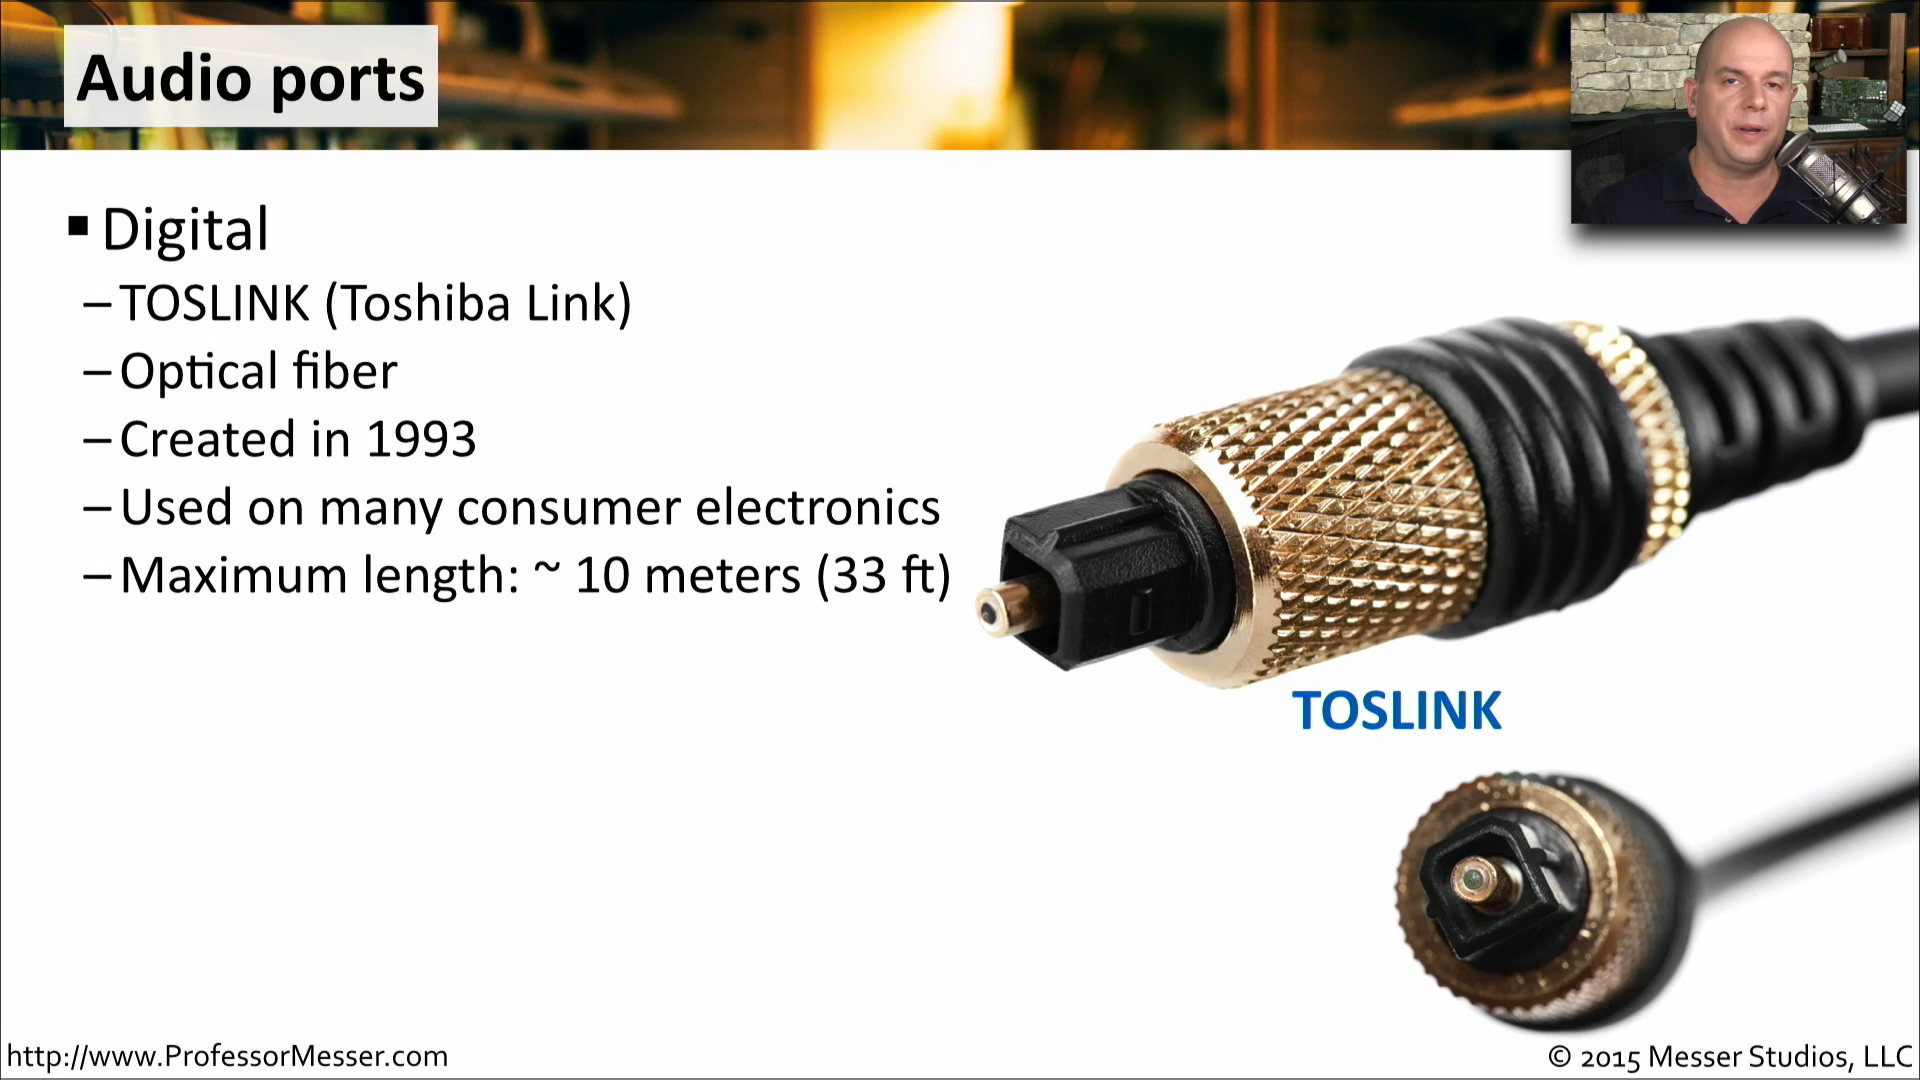 Audio ports
▪ Digital
– TOSLINK (Toshiba Link)
– Optical fiber
– Created in 1993
– Used on many consumer electronics
– Maximum length: ~ 10 meters (33 ft)
TOSLINK
http://www.ProfessorMesser.com
© 2015 Messer Studios, LLC